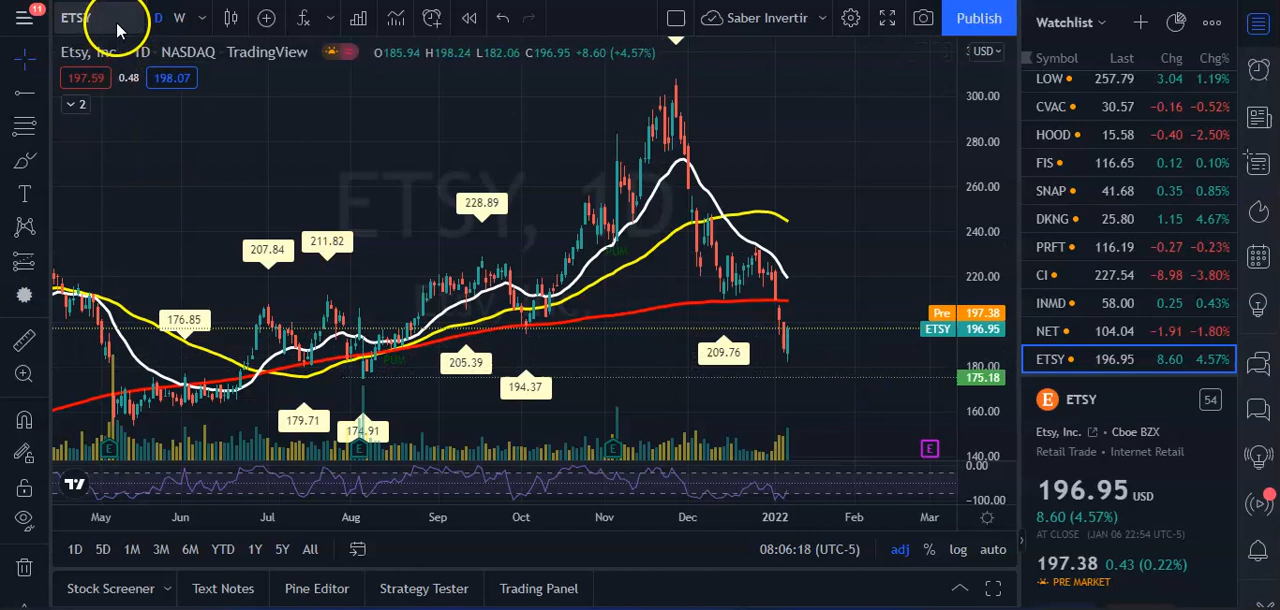 11
ETSY
D
W
Saber Invertir
Publish
Etsy, Inc. 1D NASDAQ TradingView
O185.94 H198.24 L182.06 C196.95 +8.60 (+4.57%)
197.59 0.48 198.07
2
USD
ETSY, 1D
300.00
280.00
260.00
240.00
220.00
180.00
160.00
140.00
Pre 197.38
ETSY 196.95
175.18
176.85
207.84
211.82
228.89
179.71
174.91
205.39
194.37
209.76
E
E
E
E
0.00
-100.00
May Jun Jul Aug Sep Oct Nov Dec 2022 Feb Mar
1D 5D 1M 3M 6M YTD 1Y 5Y All
08:06:18 (UTC-5) adj % log auto
Stock Screener Text Notes Pine Editor Strategy Tester Trading Panel
Watchlist
Symbol Last Chg Chg%
LOW 257.79 3.04 1.19%
CVAC 30.57 −0.16 −0.52%
HOOD 15.58 −0.40 −2.50%
FIS 116.65 0.12 0.10%
SNAP 41.68 0.35 0.85%
DKNG 25.80 1.15 4.67%
PRFT 116.19 −0.27 −0.23%
CI 227.54 −8.98 −3.80%
INMD 58.00 0.25 0.43%
NET 104.04 −1.91 −1.80%
ETSY 196.95 8.60 4.57%
E ETSY 54
Etsy, Inc. • Cboe BZX
Retail Trade • Internet Retail
196.95 USD
8.60 (4.57%)
AT CLOSE (JAN 06 22:54 UTC-5)
197.38 0.43 (0.22%)
PRE MARKET